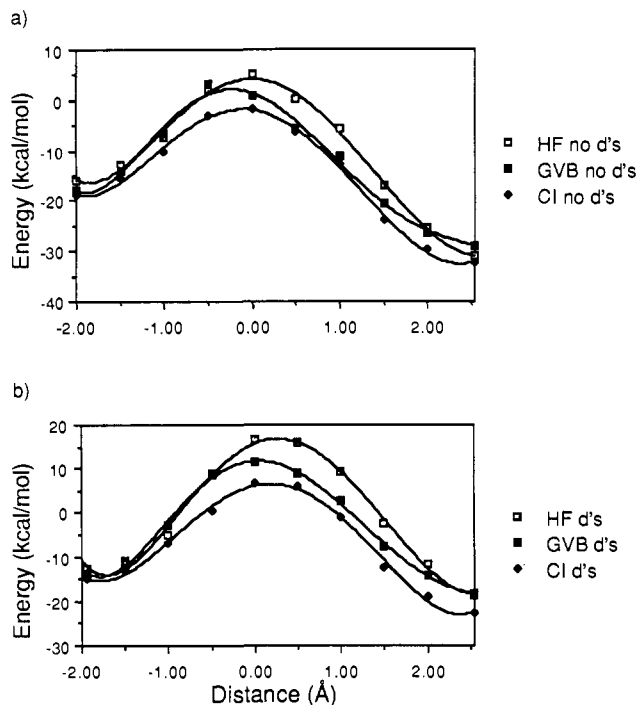 a)
10
0
-10
-20
-30
-40
Energy (kcal/mol)
-2.00 -1.00 0.00 1.00 2.00
HF no d's
GVB no d's
CI no d's
b)
20
10
0
-10
-20
-30
Energy (kcal/mol)
-2.00 -1.00 0.00 1.00 2.00
Distance (Å)
HF d's
GVB d's
CI d's